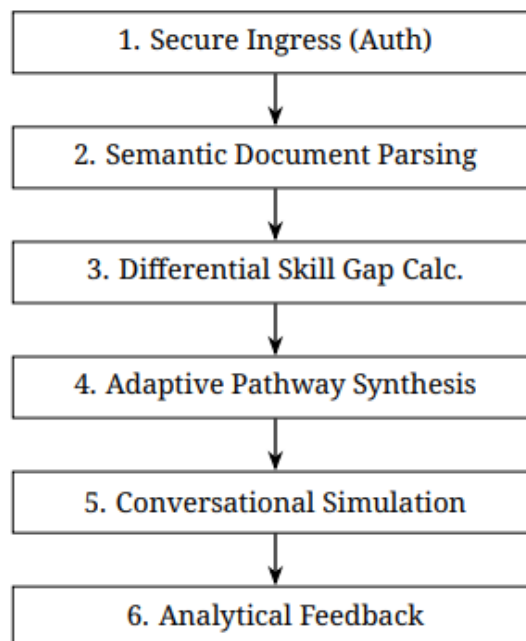 1. Secure Ingress (Auth)
2. Semantic Document Parsing
3. Differential Skill Gap Calc.
4. Adaptive Pathway Synthesis
5. Conversational Simulation
6. Analytical Feedback